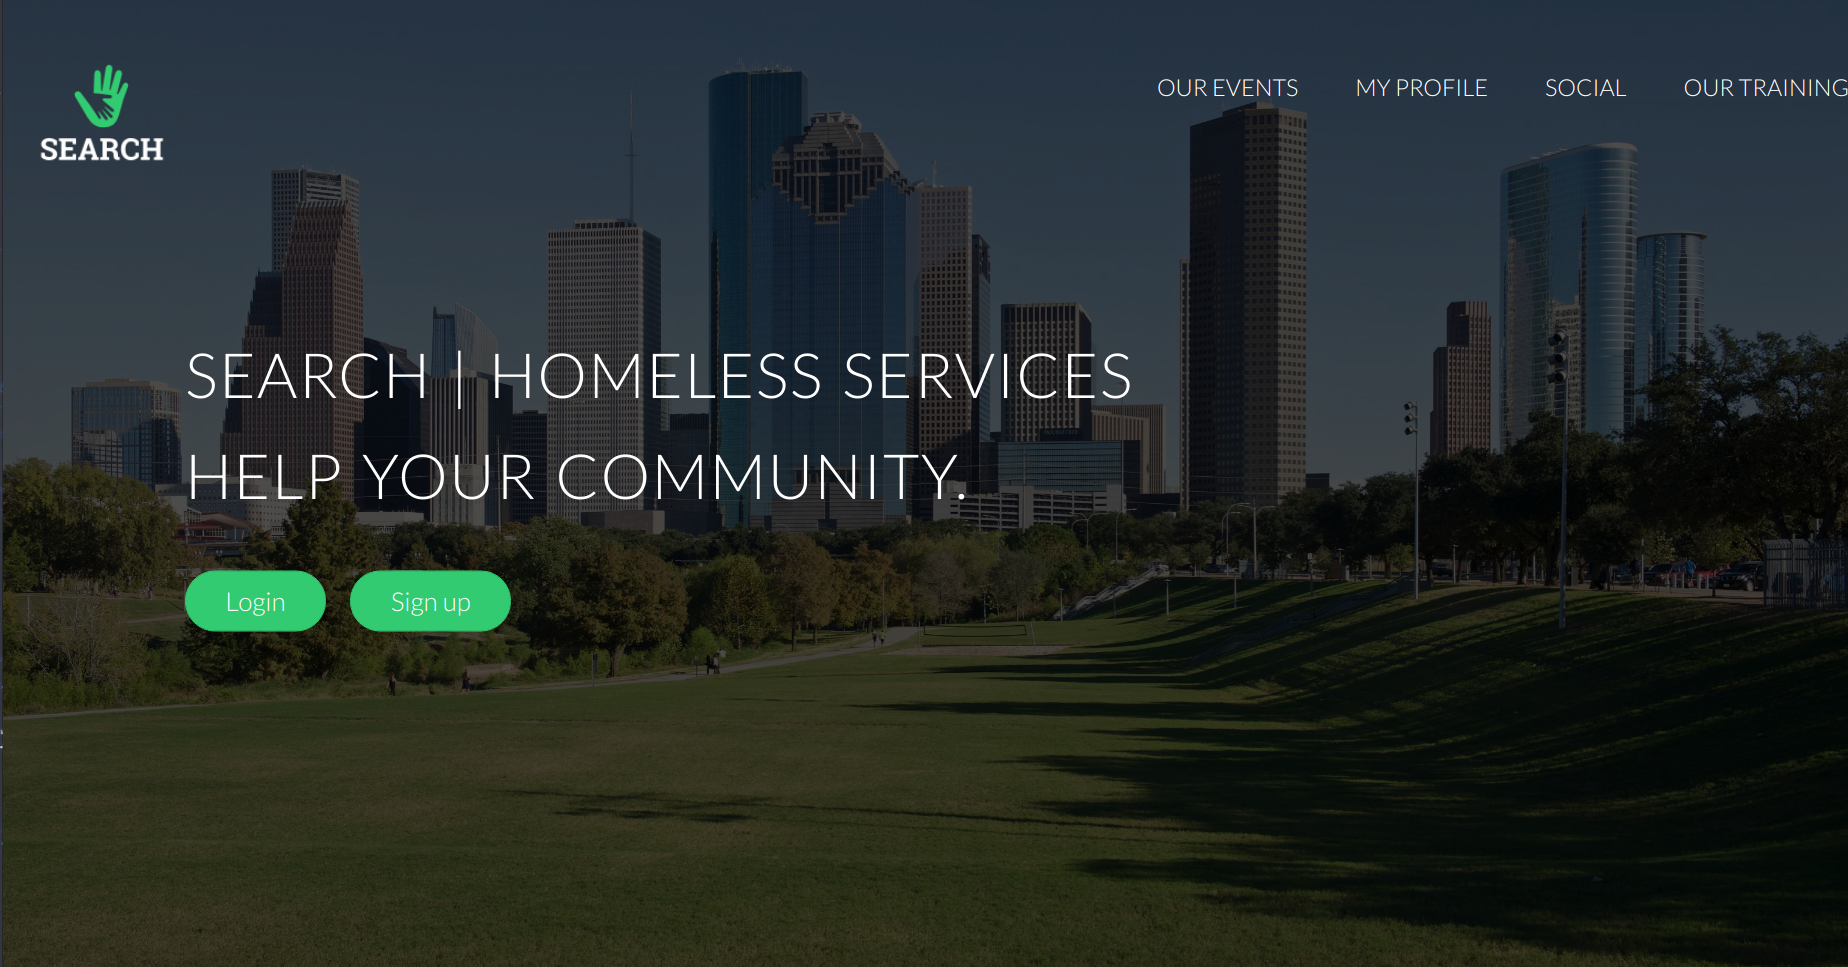 SEARCH
OUR EVENTS
MY PROFILE
SOCIAL
OUR TRAINING
SEARCH | HOMELESS SERVICES
HELP YOUR COMMUNITY.
Login
Sign up